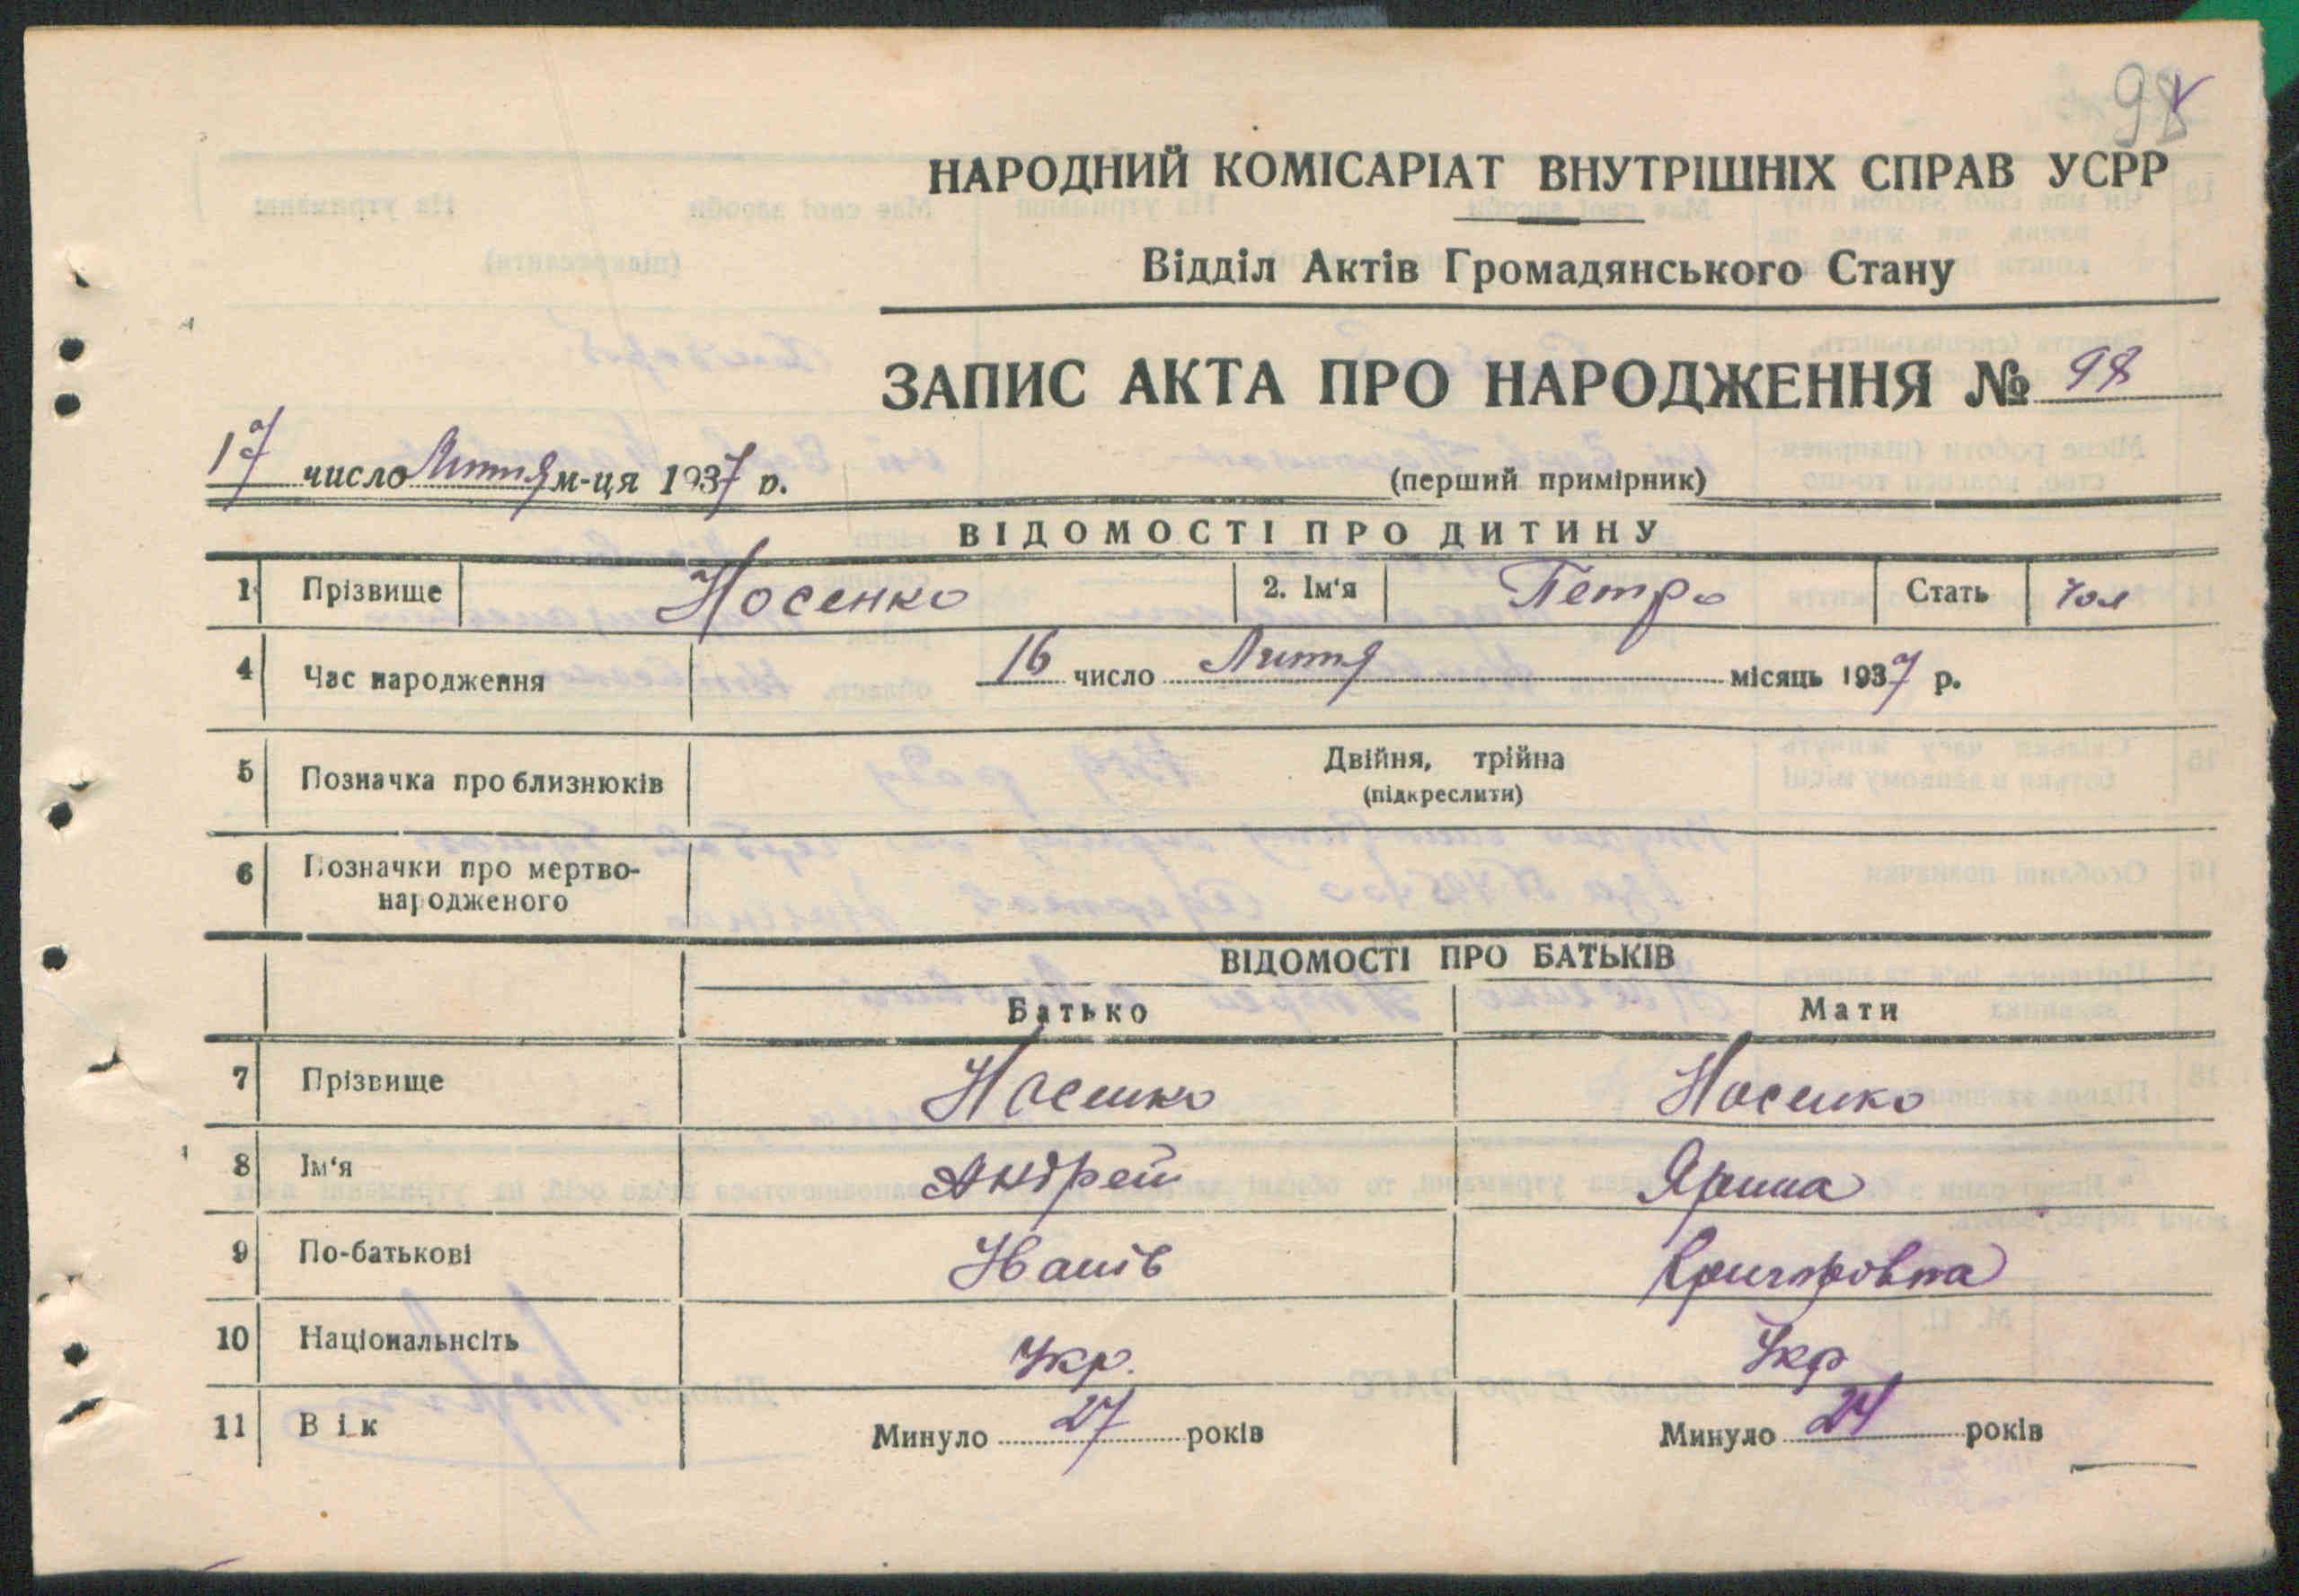 98
НАРОДНИЙ КОМІСАРІАТ ВНУТРІШНІХ СПРАВ УСРР
Відділ Актів Громадянського Стану
ЗАПИС АКТА ПРО НАРОДЖЕННЯ № 98
17 число Липня м-ця 1937 р.
(перший примірник)
ВІДОМОСТІ ПРО ДИТИНУ
1 Прізвище Носенко 2. Ім'я Петро Стать чол
4 Час народження 16 число Липня місяць 1937 р.
5 Позначка про близнюків Двійня, трійна
(підкреслити)
6 Позначки про мертво-
народженого
ВІДОМОСТІ ПРО БАТЬКІВ
Батько Мати
7 Прізвище Носенко Носенко
8 Ім'я Андрей Ярина
9 По-батькові Иванів Григоровна
10 Національнсіть Укр. Укр
11 Вік Минуло 27 років Минуло років